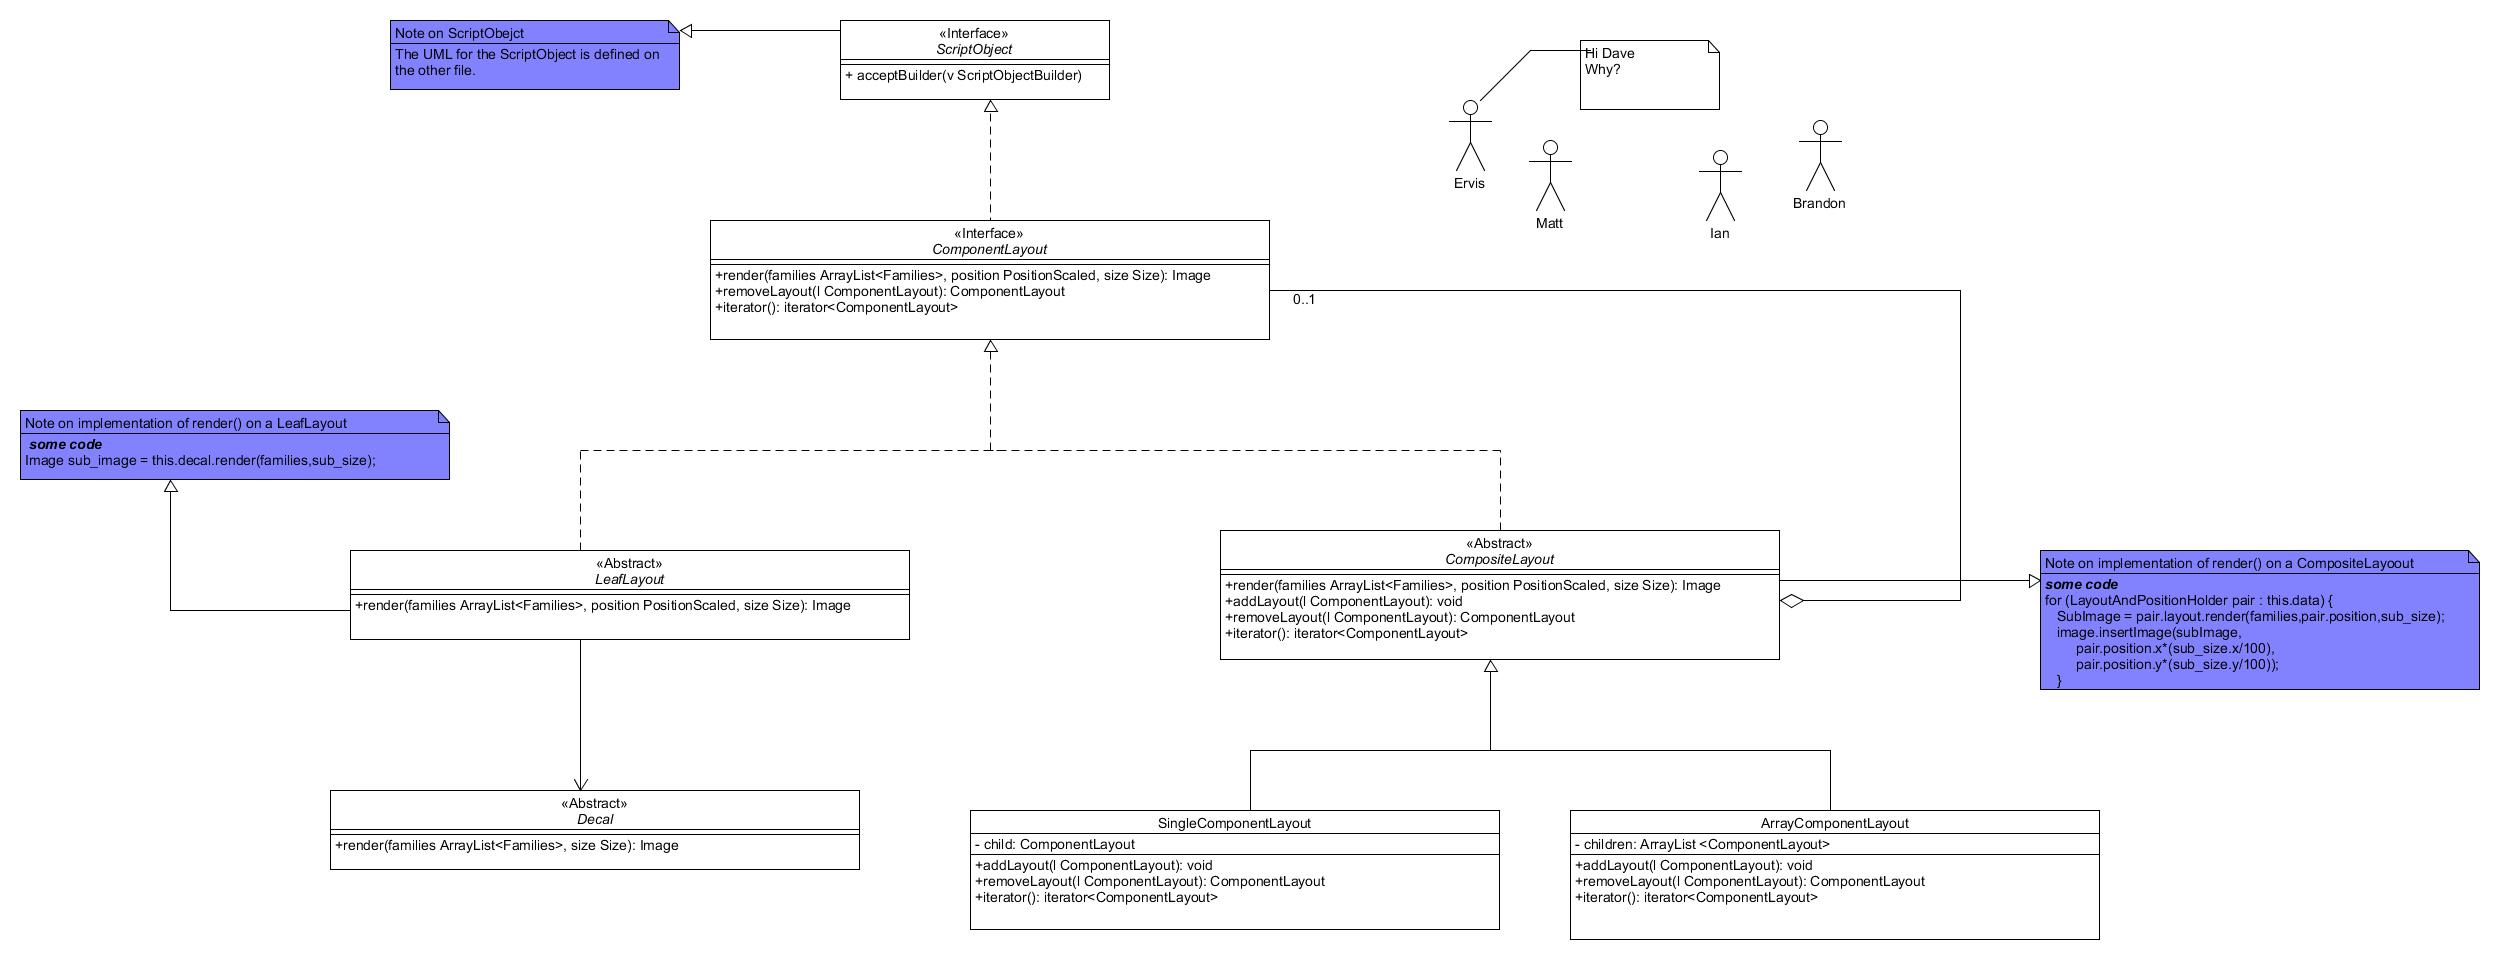 Note on ScriptObejct
The UML for the ScriptObject is defined on
the other file.
«Interface»
ScriptObject
+ acceptBuilder(v ScriptObjectBuilder)
Hi Dave
Why?
Ervis
Matt
Ian
Brandon
«Interface»
ComponentLayout
+render(families ArrayList<Families>, position PositionScaled, size Size): Image
+removeLayout(l ComponentLayout): ComponentLayout
+iterator(): iterator<ComponentLayout>
0..1
Note on implementation of render() on a LeafLayout
some code
Image sub_image = this.decal.render(families,sub_size);
«Abstract»
LeafLayout
+render(families ArrayList<Families>, position PositionScaled, size Size): Image
«Abstract»
CompositeLayout
+render(families ArrayList<Families>, position PositionScaled, size Size): Image
+addLayout(l ComponentLayout): void
+removeLayout(l ComponentLayout): ComponentLayout
+iterator(): iterator<ComponentLayout>
Note on implementation of render() on a CompositeLayoout
some code
for (LayoutAndPositionHolder pair : this.data) {
SubImage = pair.layout.render(families,pair.position,sub_size);
image.insertImage(subImage,
pair.position.x*(sub_size.x/100),
pair.position.y*(sub_size.y/100));
}
«Abstract»
Decal
+render(families ArrayList<Families>, size Size): Image
SingleComponentLayout
- child: ComponentLayout
+addLayout(l ComponentLayout): void
+removeLayout(l ComponentLayout): ComponentLayout
+iterator(): iterator<ComponentLayout>
ArrayComponentLayout
- children: ArrayList <ComponentLayout>
+addLayout(l ComponentLayout): void
+removeLayout(l ComponentLayout): ComponentLayout
+iterator(): iterator<ComponentLayout>